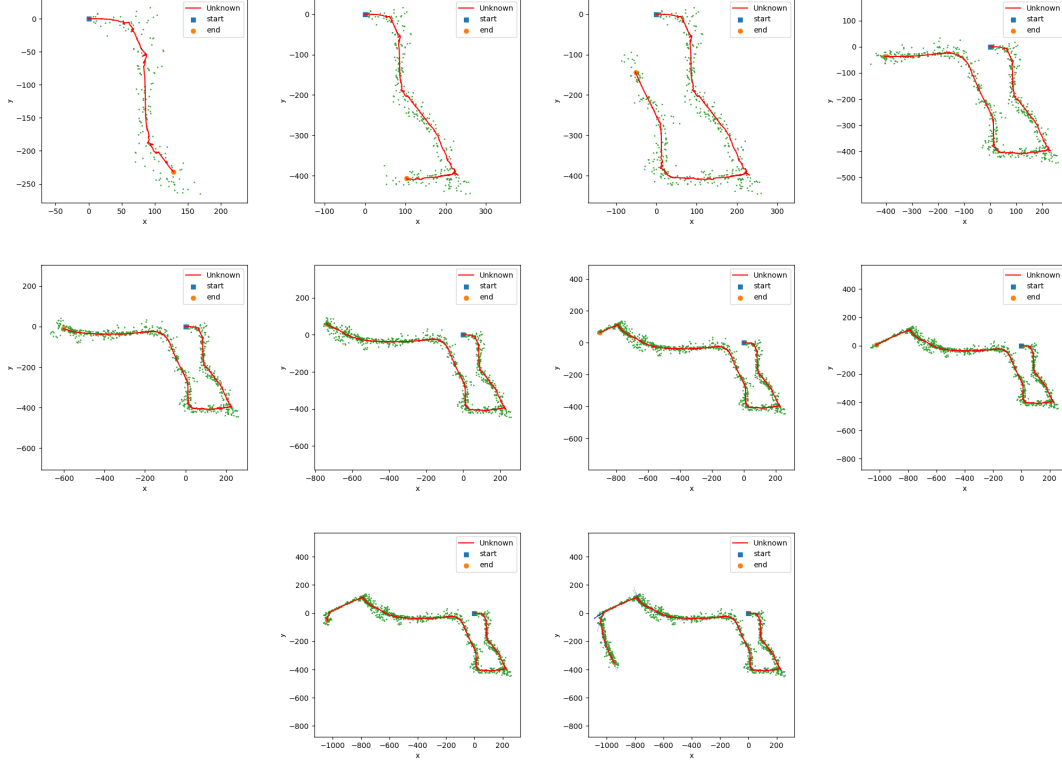 Unknown
start
end
0
−50
−100
−150
−200
−250
y
−50 0 50 100 150 200
x
Unknown
start
end
0
−100
−200
−300
−400
y
−100 0 100 200 300
x
Unknown
start
end
0
−100
−200
−300
−400
y
−100 0 100 200 300
x
Unknown
start
end
100
0
−100
−200
−300
−400
−500
y
−400 −300 −200 −100 0 100 200
x
Unknown
start
end
200
0
−200
−400
−600
y
−600 −400 −200 0 200
x
Unknown
start
end
200
0
−200
−400
−600
y
−800 −600 −400 −200 0 200
x
Unknown
start
end
400
200
0
−200
−400
−600
y
−800 −600 −400 −200 0 200
x
Unknown
start
end
400
200
0
−200
−400
−600
−800
y
−1000 −800 −600 −400 −200 0 200
x
Unknown
start
end
400
200
0
−200
−400
−600
−800
y
−1000 −800 −600 −400 −200 0 200
x
Unknown
start
end
400
200
0
−200
−400
−600
−800
y
−1000 −800 −600 −400 −200 0 200
x